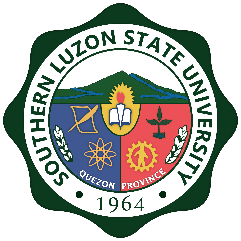 SOUTHERN LUZON STATE UNIVERSITY
QUEZON PROVINCE
• 1964 •